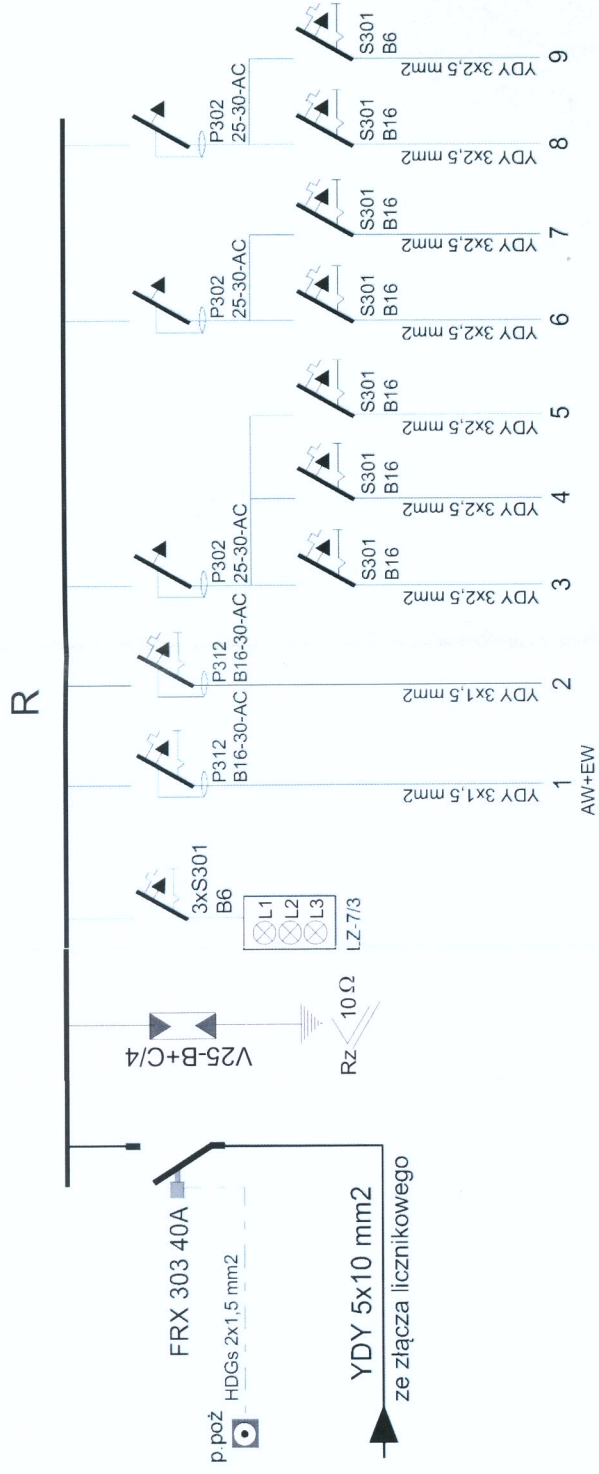 R
FRX 303 40A
p.poż
HDGs 2x1,5 mm2
YDY 5x10 mm2
ze złącza licznikowego
V25-B+C/4
Rz
10 Ω
3xS301
B6
L1
L2
L3
LZ-7/3
P312
B16-30-AC
YDY 3x1,5 mm2
1
AW+EW
P312
B16-30-AC
YDY 3x1,5 mm2
2
P302
25-30-AC
S301
B16
YDY 3x2,5 mm2
3
S301
B16
YDY 3x2,5 mm2
4
S301
B16
YDY 3x2,5 mm2
5
P302
25-30-AC
S301
B16
YDY 3x2,5 mm2
6
S301
B16
YDY 3x2,5 mm2
7
P302
25-30-AC
S301
B16
YDY 3x2,5 mm2
8
S301
B6
YDY 3x2,5 mm2
9